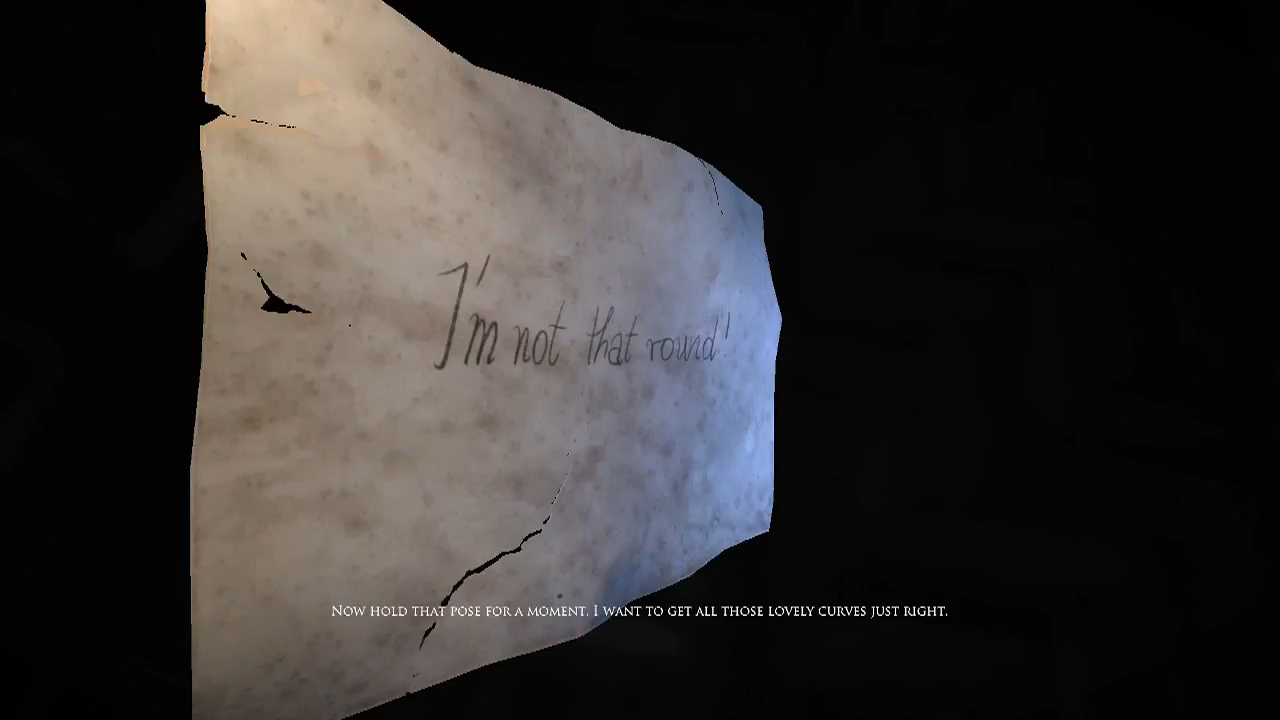 I'm not that round!
Now hold that pose for a moment. I want to get all those lovely curves just right.